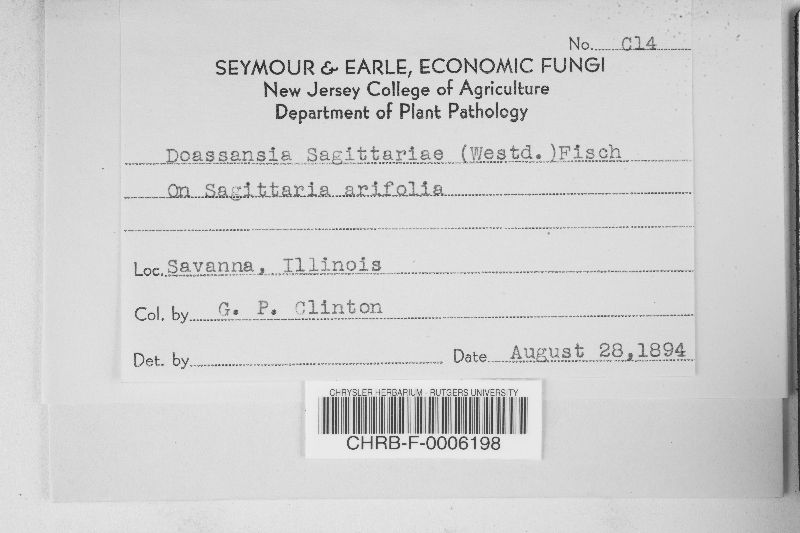 No. C14
SEYMOUR & EARLE, ECONOMIC FUNGI
New Jersey College of Agriculture
Department of Plant Pathology
Doassansia Sagittariae (Westd.)Fisch
On Sagittaria arifolia
Loc. Savanna, Illinois
Col. by G. P. Clinton
Det. by
Date August 28,1894
CHRYSLER HERBARIUM - RUTGERS UNIVERSITY
CHRB-F-0006198